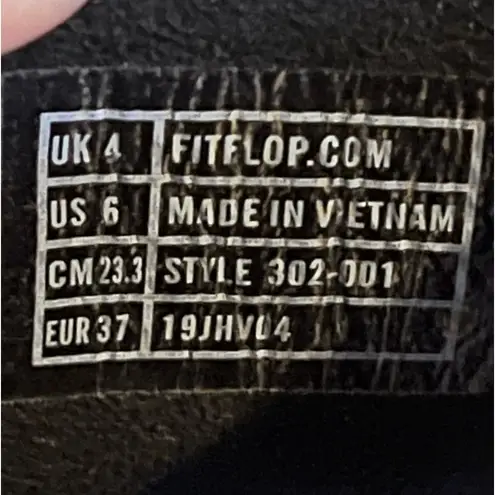 UK 4 FITFLOP.COM
US 6 MADE IN VIETNAM
CM 23.3 STYLE 302-001
EUR 37 19JHV04